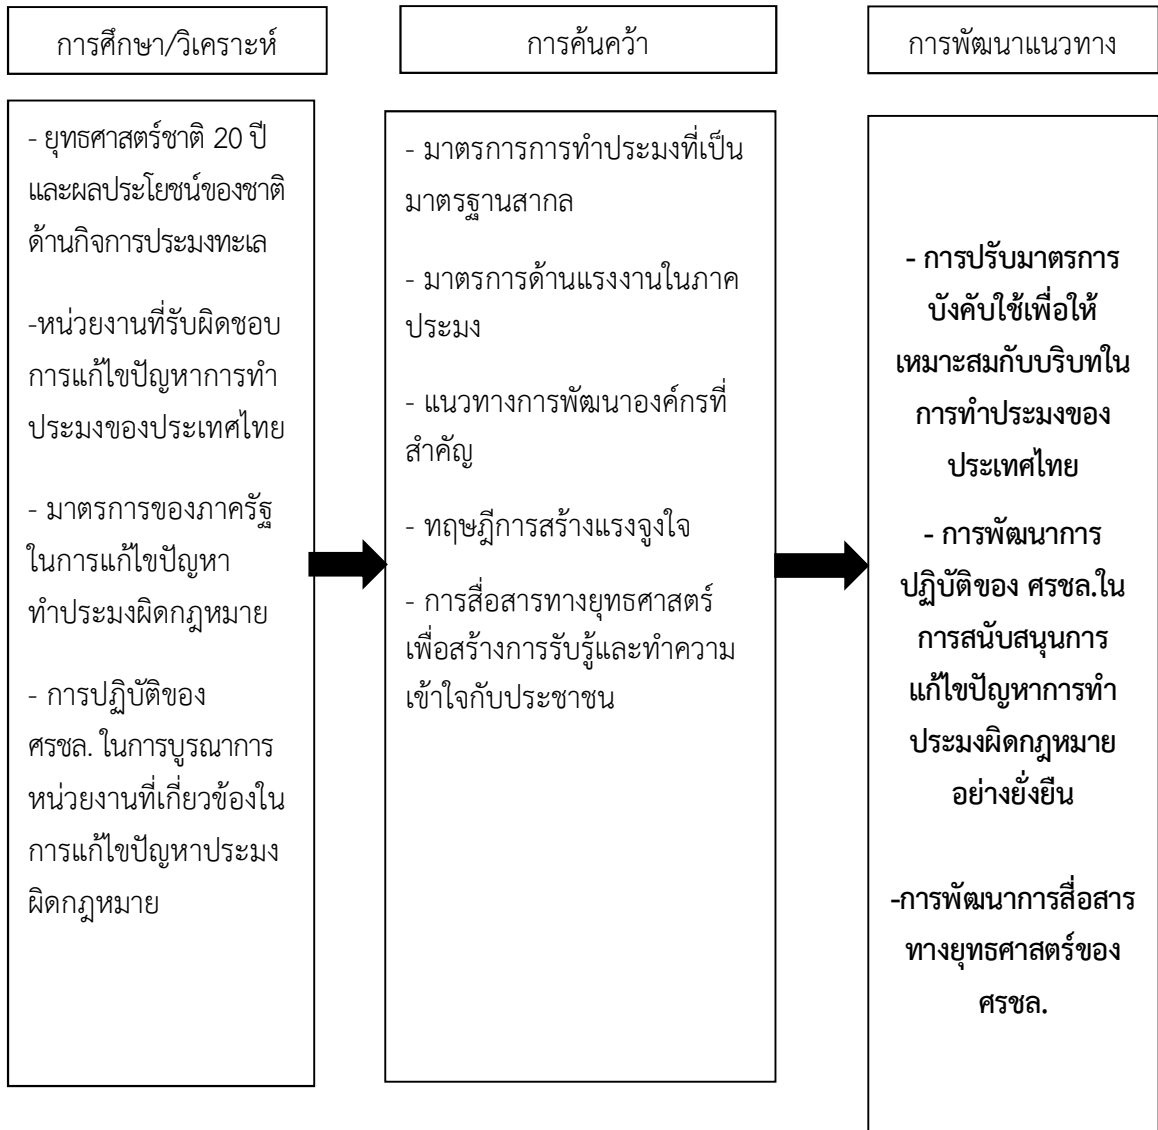 การศึกษา/วิเคราะห์
การค้นคว้า
การพัฒนาแนวทาง
- ยุทธศาสตร์ชาติ 20 ปี
และผลประโยชน์ของชาติ
ด้านกิจการประมงทะเล
-หน่วยงานที่รับผิดชอบ
การแก้ไขปัญหาการทำ
ประมงของประเทศไทย
- มาตรการของภาครัฐ
ในการแก้ไขปัญหา
ทำประมงผิดกฎหมาย
- การปฏิบัติของ
ศรชล. ในการบูรณาการ
หน่วยงานที่เกี่ยวข้องใน
การแก้ไขปัญหาประมง
ผิดกฎหมาย
- มาตรการการทำประมงที่เป็น
มาตรฐานสากล
- มาตรการด้านแรงงานในภาค
ประมง
- แนวทางการพัฒนาองค์กรที่
สำคัญ
- ทฤษฎีการสร้างแรงจูงใจ
- การสื่อสารทางยุทธศาสตร์
เพื่อสร้างการรับรู้และทำความ
เข้าใจกับประชาชน
- การปรับมาตรการ
บังคับใช้เพื่อให้
เหมาะสมกับบริบทใน
การทำประมงของ
ประเทศไทย
- การพัฒนาการ
ปฏิบัติของ ศรชล.ใน
การสนับสนุนการ
แก้ไขปัญหาการทำ
ประมงผิดกฎหมาย
อย่างยั่งยืน
-การพัฒนาการสื่อสาร
ทางยุทธศาสตร์ของ
ศรชล.